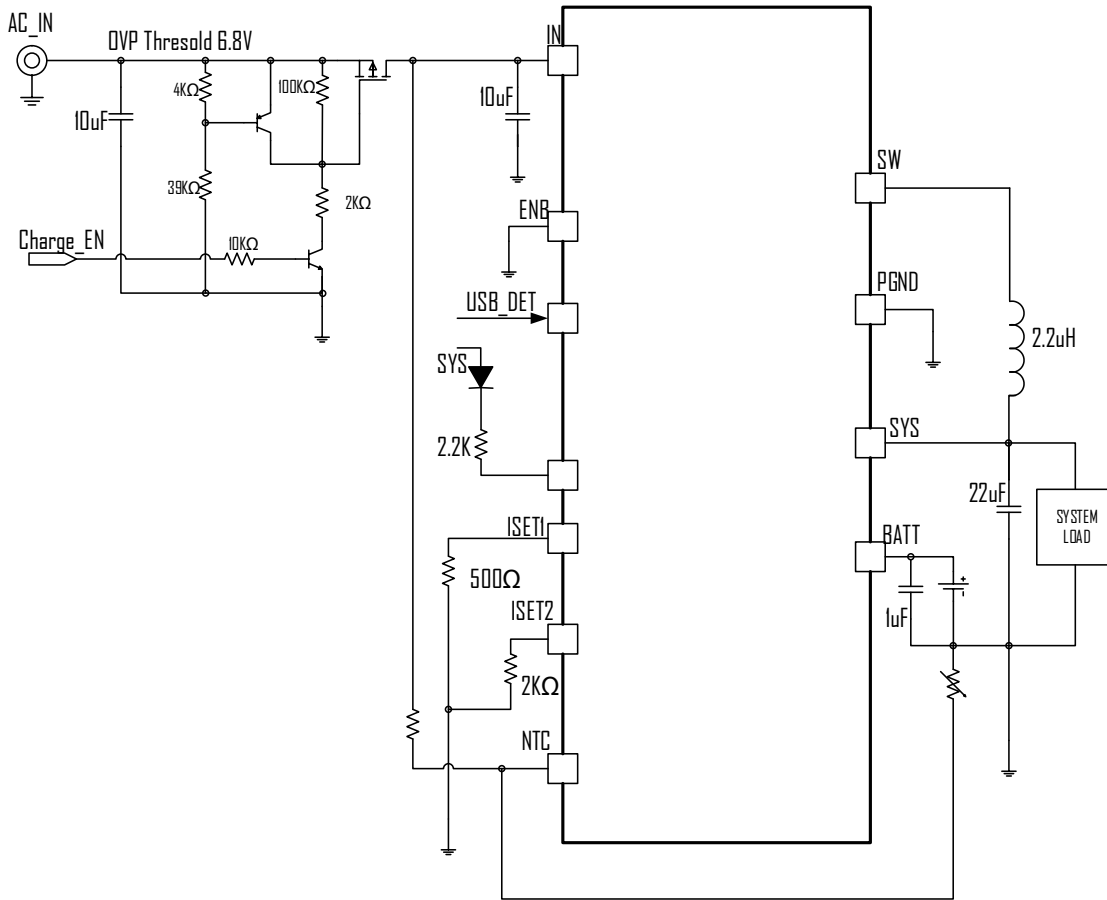 AC_IN
OVP Thresold 6.8V
IN
4KΩ
100KΩ
10uF
10uF
39KΩ
2KΩ
SW
ENB
Charge_EN
10KΩ
PGND
USB_DET
2.2uH
SYS
SYS
2.2K
22uF
SYSTEM
LOAD
ISET1
BATT
500Ω
+
-
1uF
ISET2
2KΩ
NTC